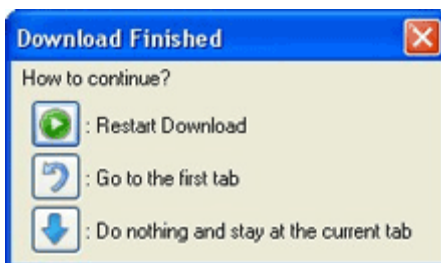 Download Finished
How to continue?
: Restart Download
: Go to the first tab
: Do nothing and stay at the current tab